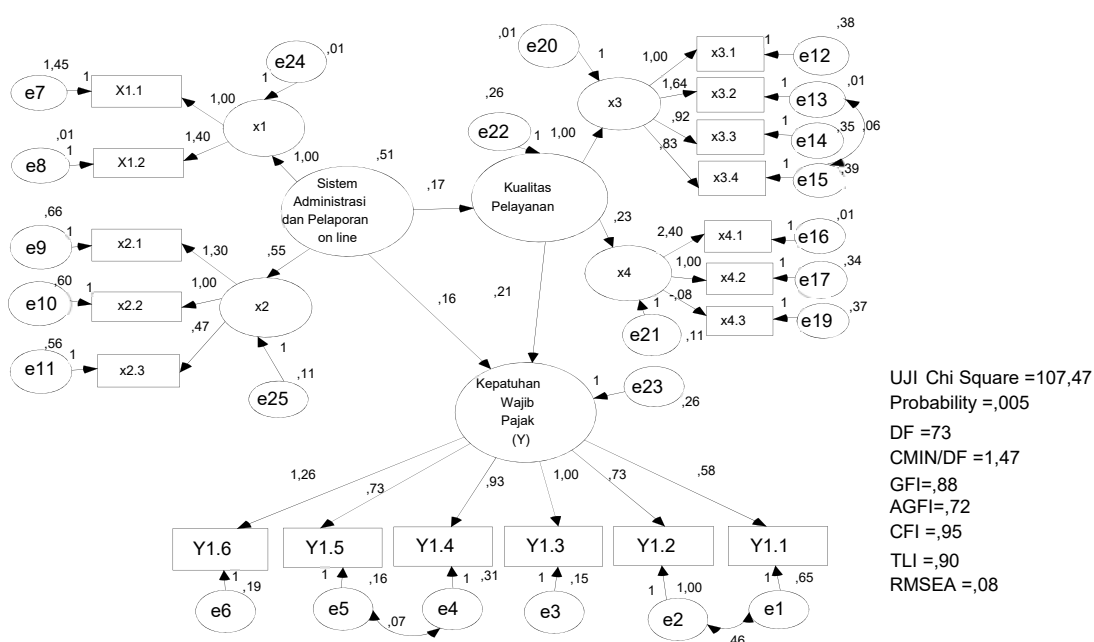 ,01
,38
e24
,01
e20
1
1,00
x3.1
1
e12
1,45
e7
1
X1.1
1
1,00
x1
x3
1,64
x3.2
1
e13
,01
,26
e22
1
1,00
,92
x3.3
1
e14
,35
,06
,01
e8
1
X1.2
1,40
1,00
,51
,83
x3.4
1
e15
,39
Sistem
Administrasi
dan Pelaporan
on line
,17
Kualitas
Pelayanan
,66
e9
1
x2.1
1,30
,55
,23
2,40
x4.1
1
e16
,01
,60
e10
1
x2.2
1,00
x2
x4
1,00
x4.2
1
e17
,34
,16
,21
-,08
x4.3
1
e19
,37
1
e21
,11
,56
e11
1
x2.3
,47
1
e25
,11
Kepatuhan
Wajib
Pajak
(Y)
1
e23
,26
1,26
,73
,93
1,00
,73
,58
Y1.6
Y1.5
Y1.4
Y1.3
Y1.2
Y1.1
1
,19
1
,16
1
,31
1
,15
1
1,00
1
,65
e6
e5
e4
e3
e2
e1
,07
,46
UJI Chi Square =107,47
Probability =,005
DF =73
CMIN/DF =1,47
GFI=,88
AGFI=,72
CFI =,95
TLI =,90
RMSEA =,08